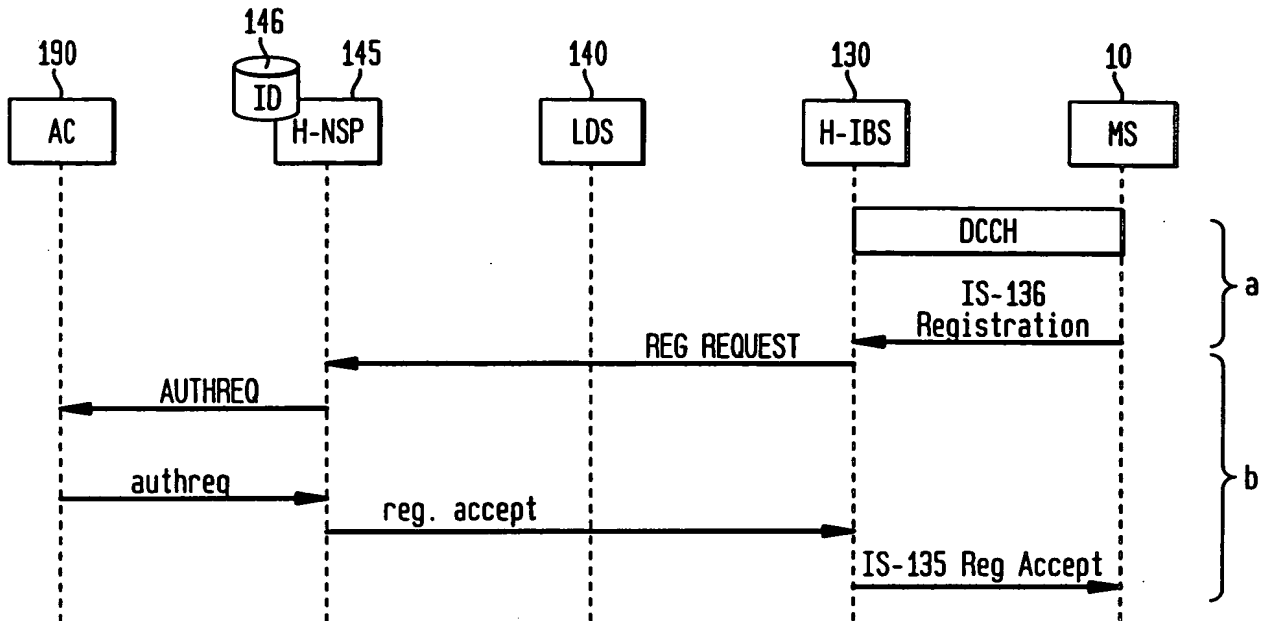 146
190
145
140
130
10
ID
AC
H-NSP
LDS
H-IBS
MS
DCCH
a
IS-136
Registration
REG REQUEST
AUTHREQ
b
authreq
reg. accept
IS-135 Reg Accept